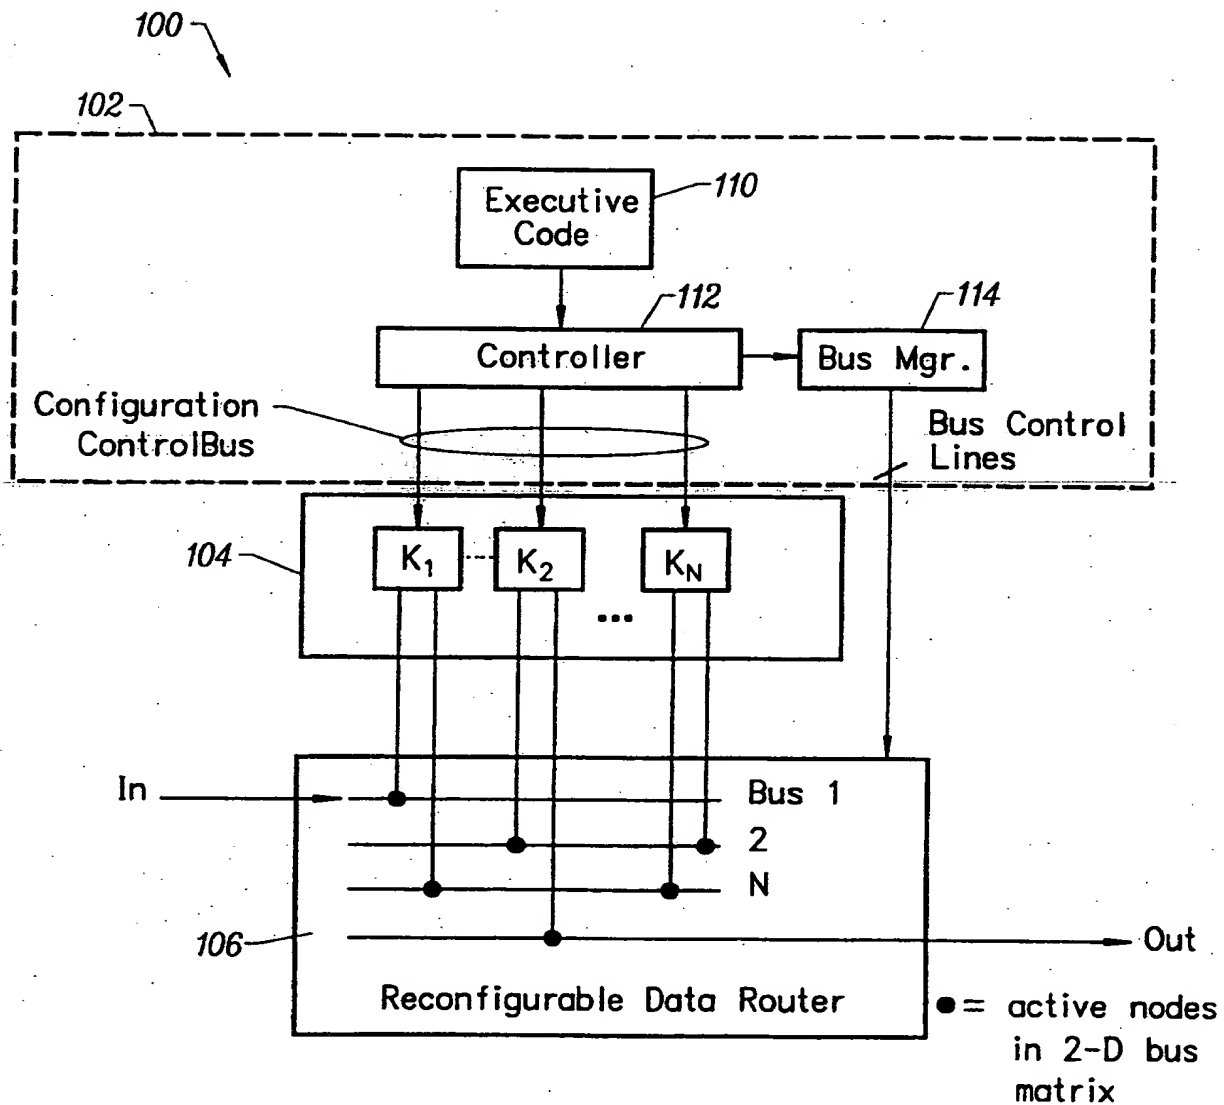 100
102
Executive
Code
110
112
114
Controller
Bus Mgr.
Configuration
ControlBus
Bus Control
Lines
104
K1
K2
KN
...
In
Bus 1
2
N
106
Out
Reconfigurable Data Router
● = active nodes
in 2-D bus
matrix